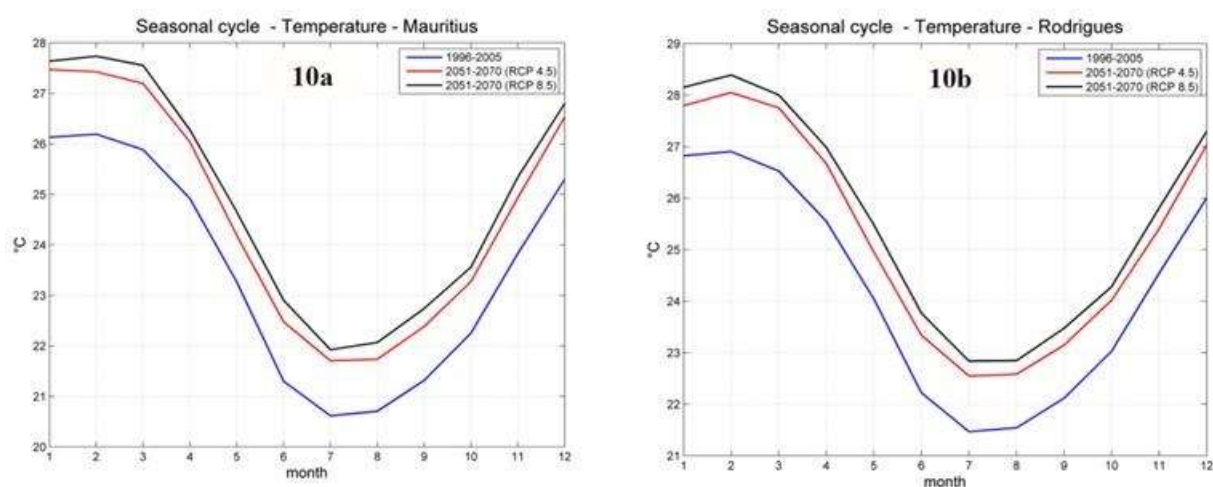 Seasonal cycle - Temperature - Mauritius
28
27
26
25
24
23
22
21
20
°C
1 2 3 4 5 6 7 8 9 10 11 12
month
10a
1996-2005
2051-2070 (RCP 4.5)
2051-2070 (RCP 8.5)
Seasonal cycle - Temperature - Rodrigues
29
28
27
26
25
24
23
22
21
°C
1 2 3 4 5 6 7 8 9 10 11 12
month
10b
1996-2005
2051-2070 (RCP 4.5)
2051-2070 (RCP 8.5)